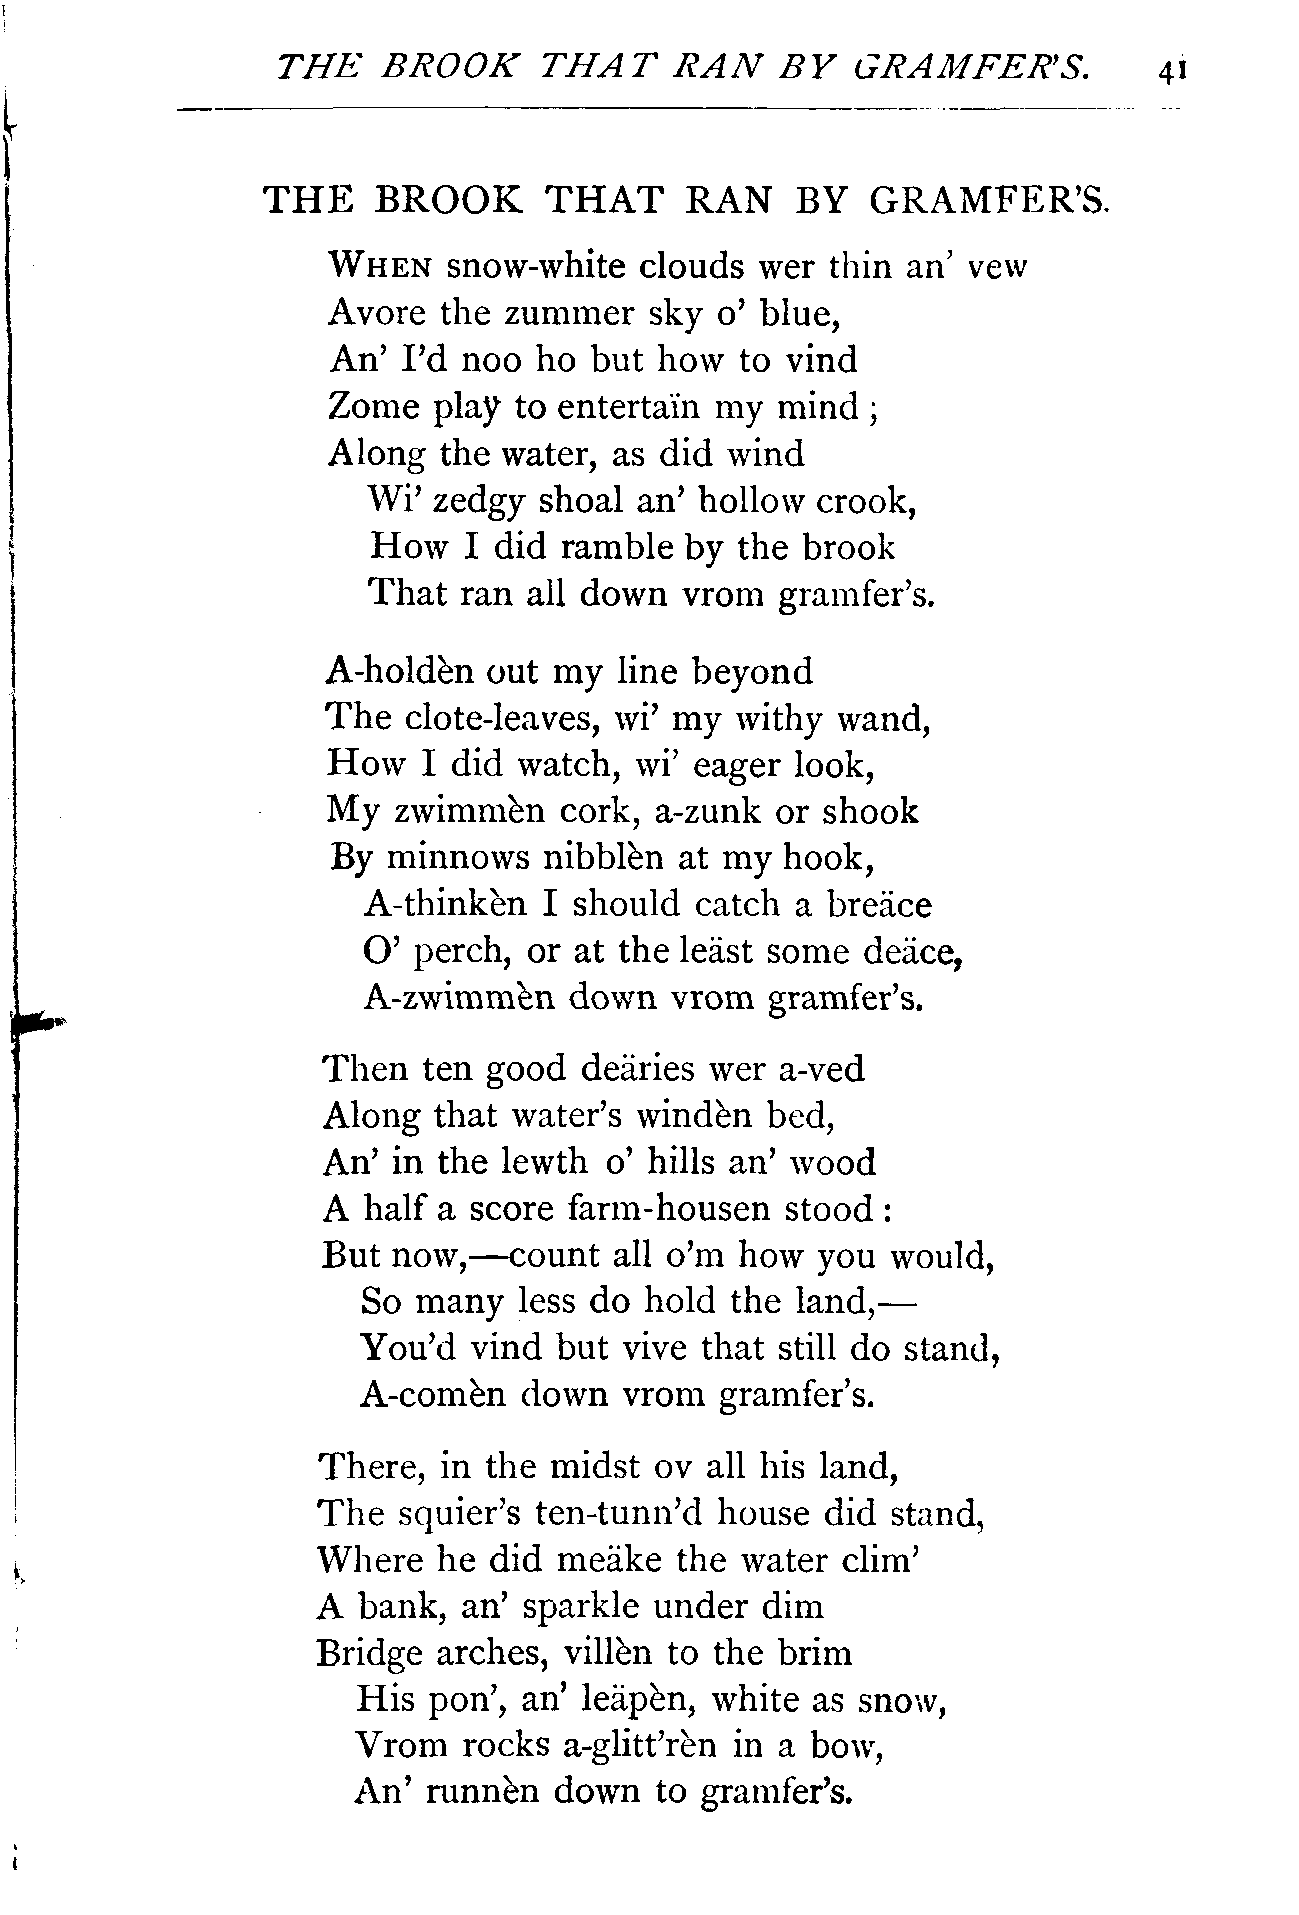 THE BROOK THAT RAN BY GRAMFER'S. 41
THE BROOK THAT RAN BY GRAMFER'S.
WHEN snow-white clouds wer thin an' vew
Avore the zummer sky o' blue,
An' I'd noo ho but how to vind
Zome play to entertaïn my mind ;
Along the water, as did wind
Wi' zedgy shoal an' hollow crook,
How I did ramble by the brook
That ran all down vrom gramfer's.
A-holdèn out my line beyond
The clote-leaves, wi' my withy wand,
How I did watch, wi' eager look,
My zwimmèn cork, a-zunk or shook
By minnows nibblèn at my hook,
A-thinkèn I should catch a breäce
O' perch, or at the leäst some deäce,
A-zwimmèn down vrom gramfer's.
Then ten good deäries wer a-ved
Along that water's windèn bed,
An' in the lewth o' hills an' wood
A half a score farm-housen stood :
But now,—count all o'm how you would,
So many less do hold the land,—
You'd vind but vive that still do stand,
A-comèn down vrom gramfer's.
There, in the midst ov all his land,
The squier's ten-tunn'd house did stand,
Where he did meäke the water clim'
A bank, an' sparkle under dim
Bridge arches, villèn to the brim
His pon', an' leäpèn, white as snow,
Vrom rocks a-glitt'rèn in a bow,
An' runnèn down to gramfer's.